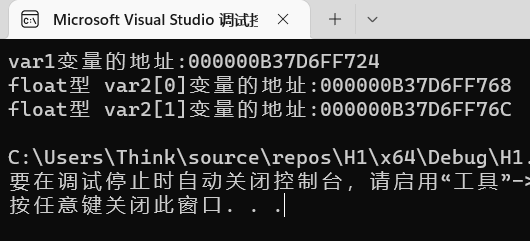 Microsoft Visual Studio 调试
var1变量的地址:000000B37D6FF724
float型 var2[0]变量的地址:000000B37D6FF768
float型 var2[1]变量的地址:000000B37D6FF76C
C:\Users\Think\source\repos\H1\x64\Debug\H1.
要在调试停止时自动关闭控制台，请启用“工具”->
按任意键关闭此窗口. . .